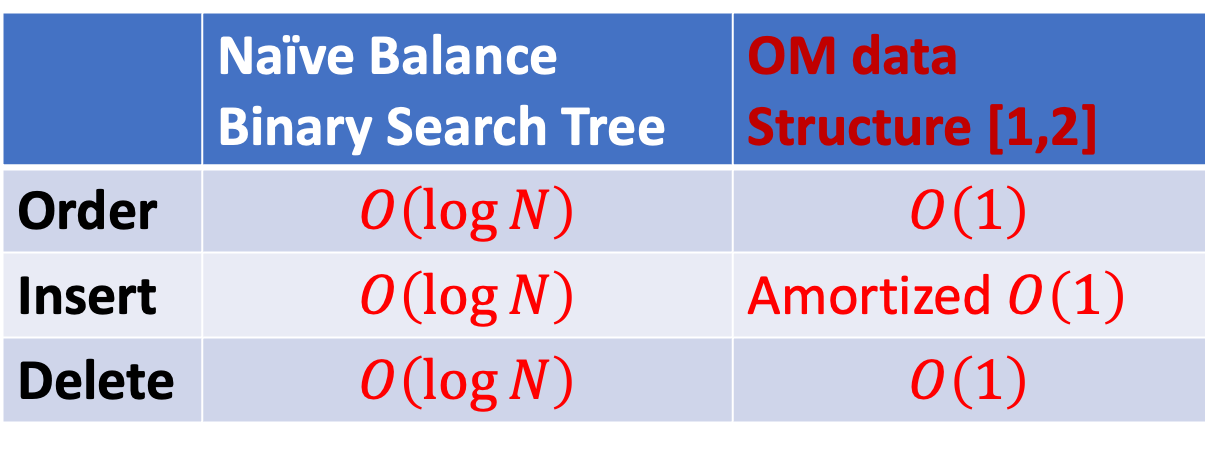 Naïve Balance
Binary Search Tree
OM data
Structure [1,2]
Order O(log N) O(1)
Insert O(log N) Amortized O(1)
Delete O(log N) O(1)